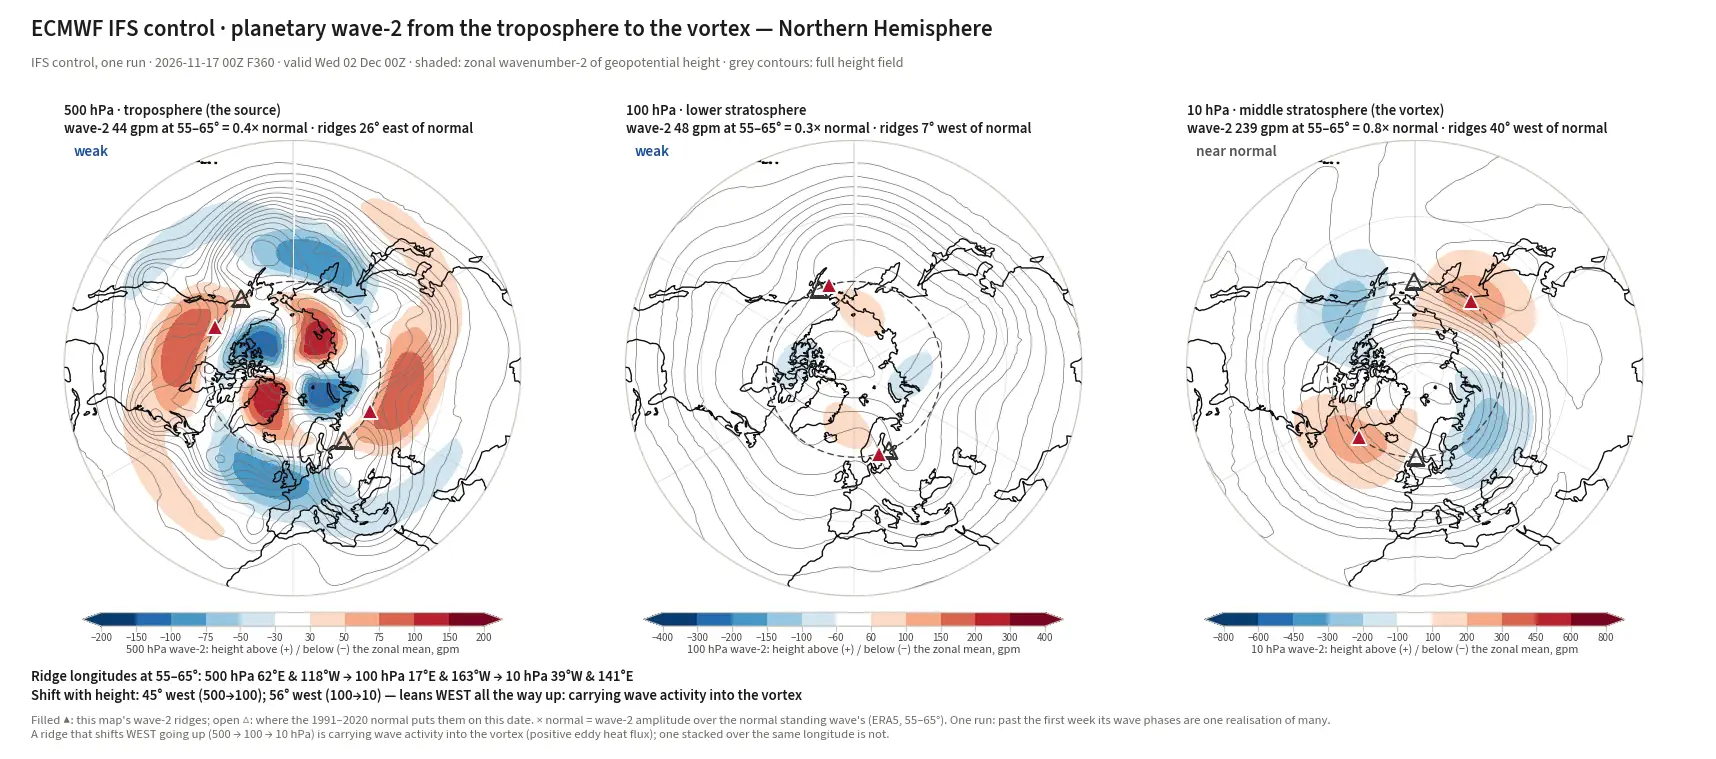 ECMWF IFS control · planetary wave-2 from the troposphere to the vortex — Northern Hemisphere
IFS control, one run · 2026-11-17 00Z F360 · valid Wed 02 Dec 00Z · shaded: zonal wavenumber-2 of geopotential height · grey contours: full height field
500 hPa · troposphere (the source)
wave-2 44 gpm at 55–65° = 0.4× normal · ridges 26° east of normal
weak
100 hPa · lower stratosphere
wave-2 48 gpm at 55–65° = 0.3× normal · ridges 7° west of normal
weak
10 hPa · middle stratosphere (the vortex)
wave-2 239 gpm at 55–65° = 0.8× normal · ridges 40° west of normal
near normal
−200 −150 −100 −75 −50 −30 30 50 75 100 150 200
500 hPa wave-2: height above (+) / below (−) the zonal mean, gpm
−400 −300 −200 −150 −100 −60 60 100 150 200 300 400
100 hPa wave-2: height above (+) / below (−) the zonal mean, gpm
−800 −600 −450 −300 −200 −100 100 200 300 450 600 800
10 hPa wave-2: height above (+) / below (−) the zonal mean, gpm
Ridge longitudes at 55–65°: 500 hPa 62°E & 118°W → 100 hPa 17°E & 163°W → 10 hPa 39°W & 141°E
Shift with height: 45° west (500→100); 56° west (100→10) — leans WEST all the way up: carrying wave activity into the vortex
Filled ▲: this map's wave-2 ridges; open △: where the 1991–2020 normal puts them on this date. × normal = wave-2 amplitude over the normal standing wave's (ERA5, 55–65°). One run: past the first week its wave phases are one realisation of many.
A ridge that shifts WEST going up (500 → 100 → 10 hPa) is carrying wave activity into the vortex (positive eddy heat flux); one stacked over the same longitude is not.